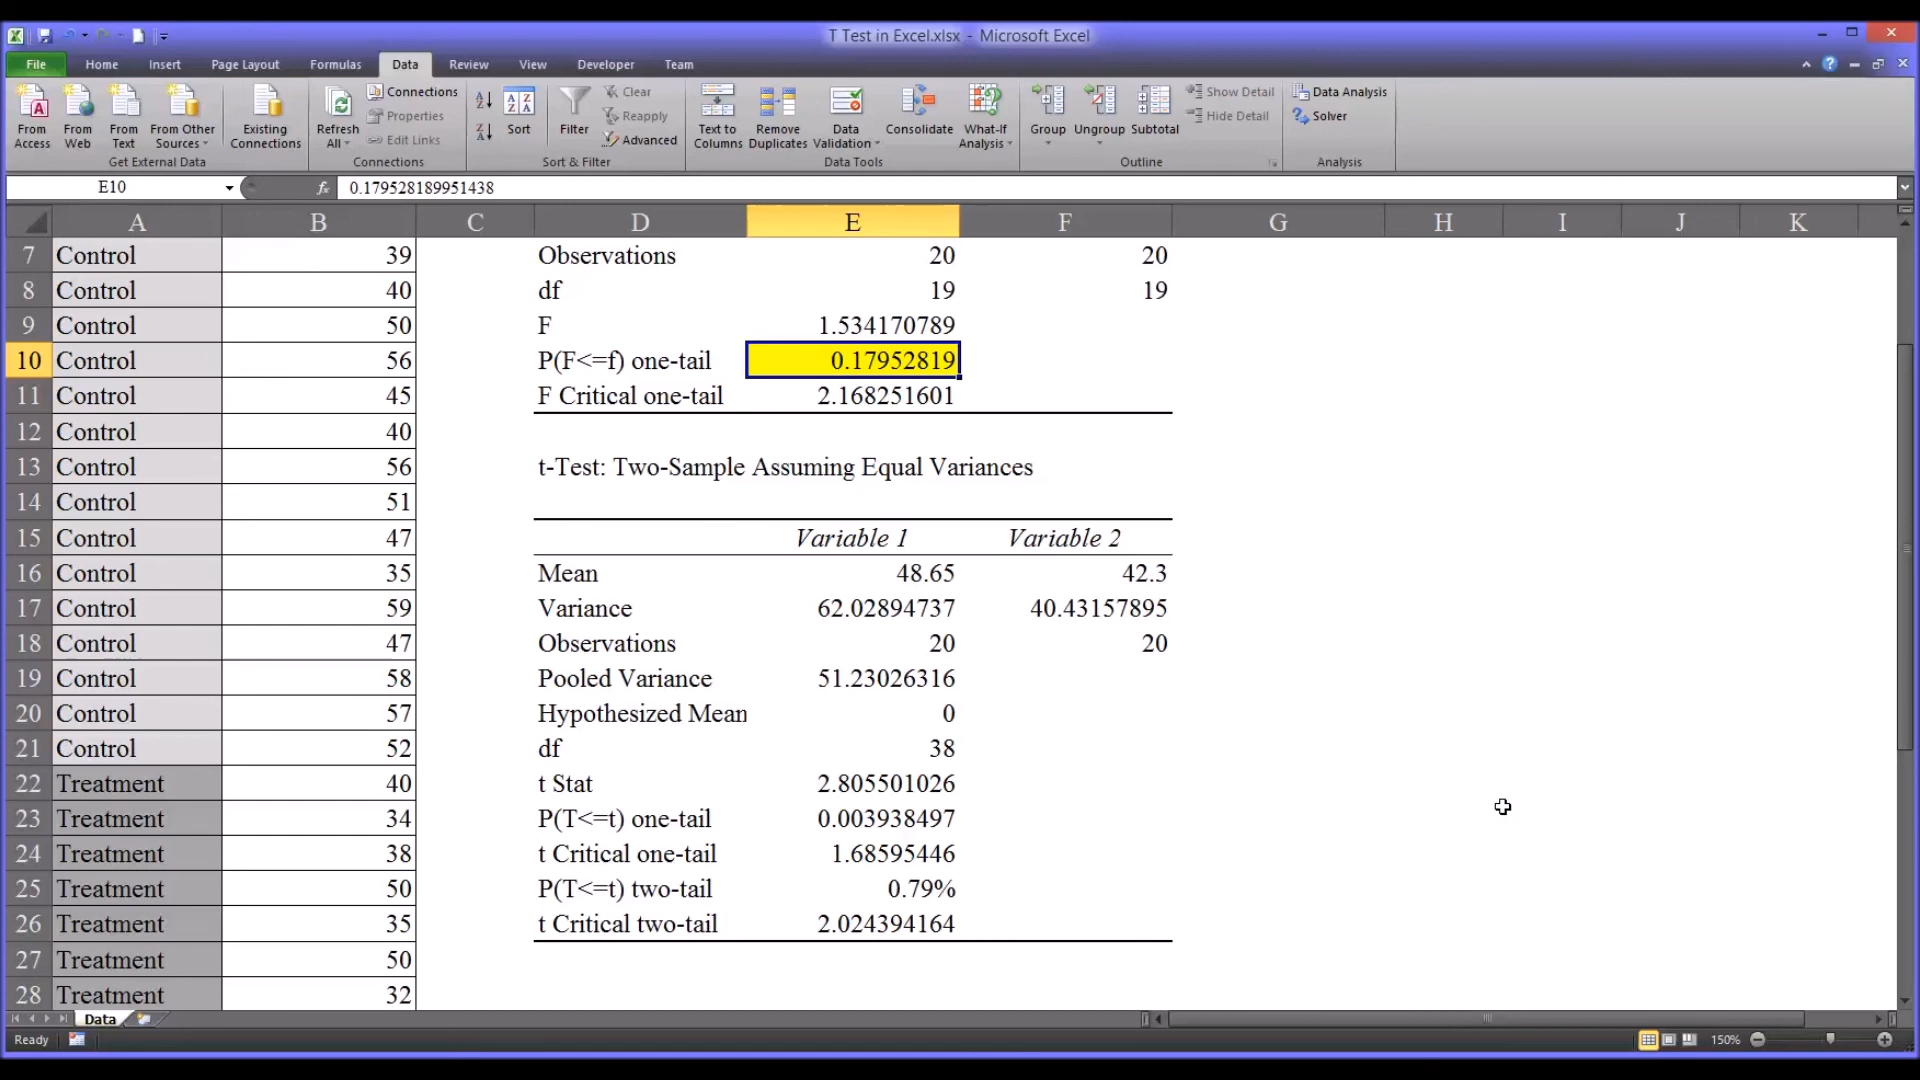 T Test in Excel.xlsx - Microsoft Excel
File Home Insert Page Layout Formulas Data Review View Developer Team
From Access From Web From Text From Other Sources Existing Connections Refresh All Connections Properties Edit Links Sort Filter Clear Reapply Advanced Text to Columns Remove Duplicates Data Validation Consolidate What-If Analysis Group Ungroup Subtotal Show Detail Hide Detail Data Analysis Solver
Get External Data Connections Sort & Filter Data Tools Outline Analysis
E10 fx 0.179528189951438
A B C D E F G H I J K
7 Control 39 Observations 20 20
8 Control 40 df 19 19
9 Control 50 F 1.534170789
10 Control 56 P(F<=f) one-tail 0.17952819
11 Control 45 F Critical one-tail 2.168251601
12 Control 40
13 Control 56 t-Test: Two-Sample Assuming Equal Variances
14 Control 51
15 Control 47 Variable 1 Variable 2
16 Control 35 Mean 48.65 42.3
17 Control 59 Variance 62.02894737 40.43157895
18 Control 47 Observations 20 20
19 Control 58 Pooled Variance 51.23026316
20 Control 57 Hypothesized Mean 0
21 Control 52 df 38
22 Treatment 40 t Stat 2.805501026
23 Treatment 34 P(T<=t) one-tail 0.003938497
24 Treatment 38 t Critical one-tail 1.68595446
25 Treatment 50 P(T<=t) two-tail 0.79%
26 Treatment 35 t Critical two-tail 2.024394164
27 Treatment 50
28 Treatment 32
Data
Ready 150%